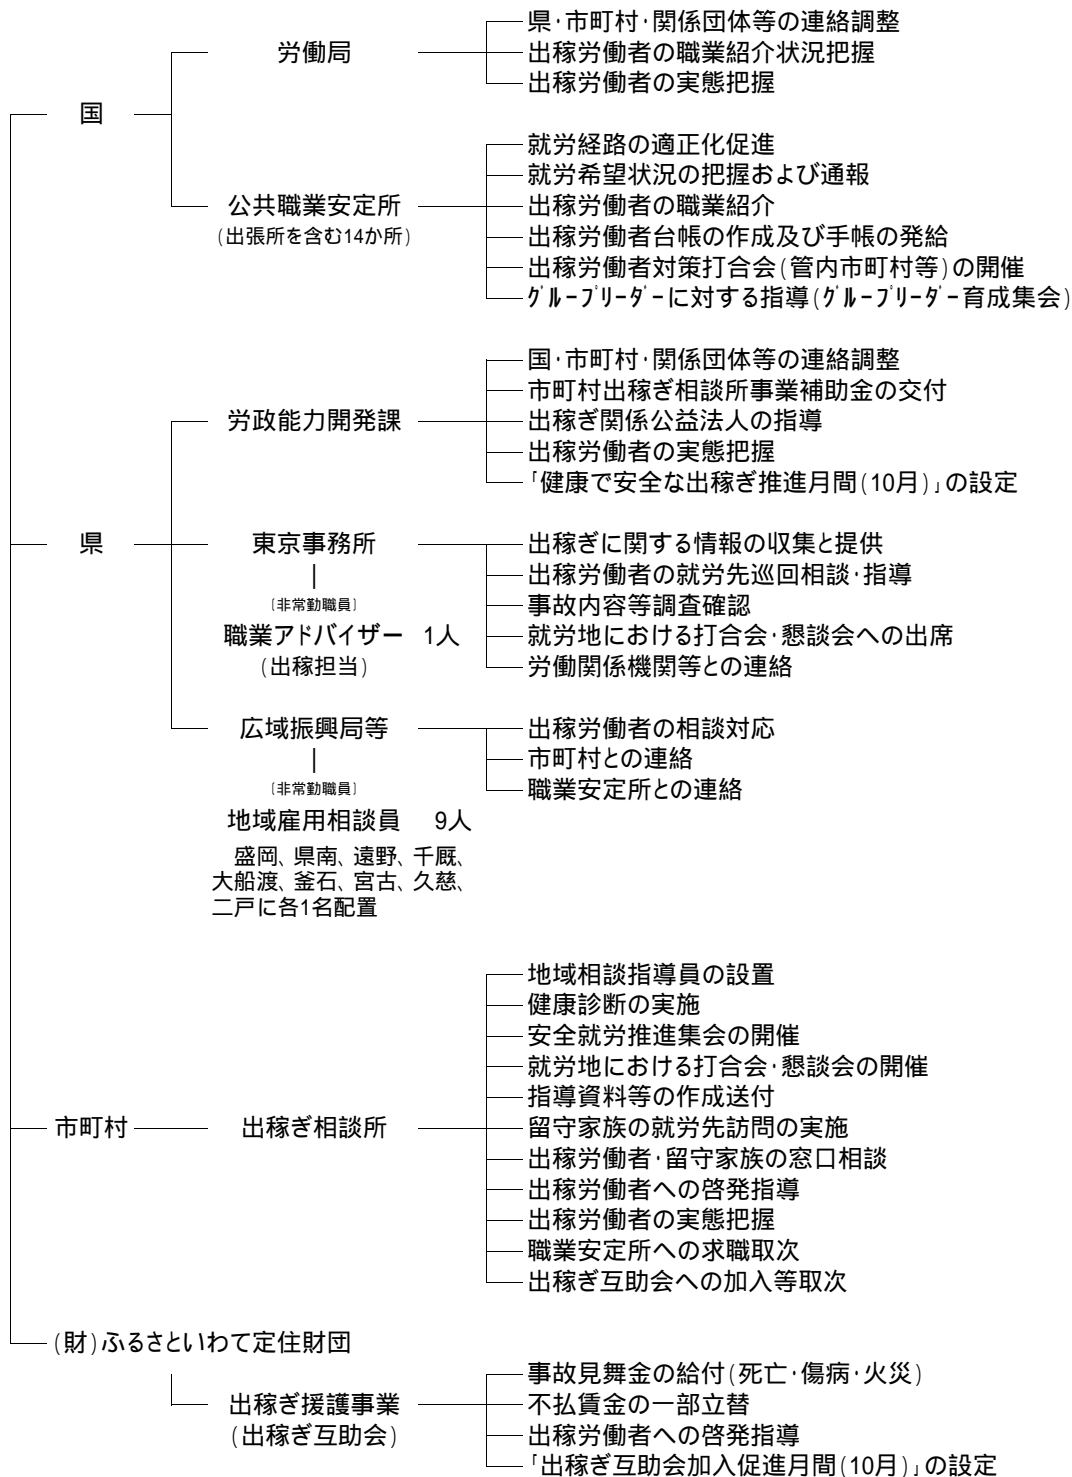 国
労働局
県・市町村・関係団体等の連絡調整
出稼労働者の職業紹介状況把握
出稼労働者の実態把握
公共職業安定所
(出張所を含む14か所)
就労経路の適正化促進
就労希望状況の把握および通報
出稼労働者の職業紹介
出稼労働者台帳の作成及び手帳の発給
出稼労働者対策打合会(管内市町村等)の開催
グループリーダーに対する指導(グループリーダー育成集会)
県
労政能力開発課
国・市町村・関係団体等の連絡調整
市町村出稼ぎ相談所事業補助金の交付
出稼ぎ関係公益法人の指導
出稼労働者の実態把握
「健康で安全な出稼ぎ推進月間(10月)」の設定
東京事務所
[非常勤職員]
職業アドバイザー 1人
(出稼担当)
出稼ぎに関する情報の収集と提供
出稼労働者の就労先巡回相談・指導
事故内容等調査確認
就労地における打合会・懇談会への出席
労働関係機関等との連絡
広域振興局等
[非常勤職員]
地域雇用相談員 9人
盛岡、県南、遠野、千厩、
大船渡、釜石、宮古、久慈、
二戸に各1名配置
出稼労働者の相談対応
市町村との連絡
職業安定所との連絡
市町村
出稼ぎ相談所
地域相談指導員の設置
健康診断の実施
安全就労推進集会の開催
就労地における打合会・懇談会の開催
指導資料等の作成送付
留守家族の就労先訪問の実施
出稼労働者・留守家族の窓口相談
出稼労働者への啓発指導
出稼労働者の実態把握
職業安定所への求職取次
出稼ぎ互助会への加入等取次
(財)ふるさといわて定住財団
出稼ぎ援護事業
(出稼ぎ互助会)
事故見舞金の給付(死亡・傷病・火災)
不払賃金の一部立替
出稼労働者への啓発指導
「出稼ぎ互助会加入促進月間(10月)」の設定